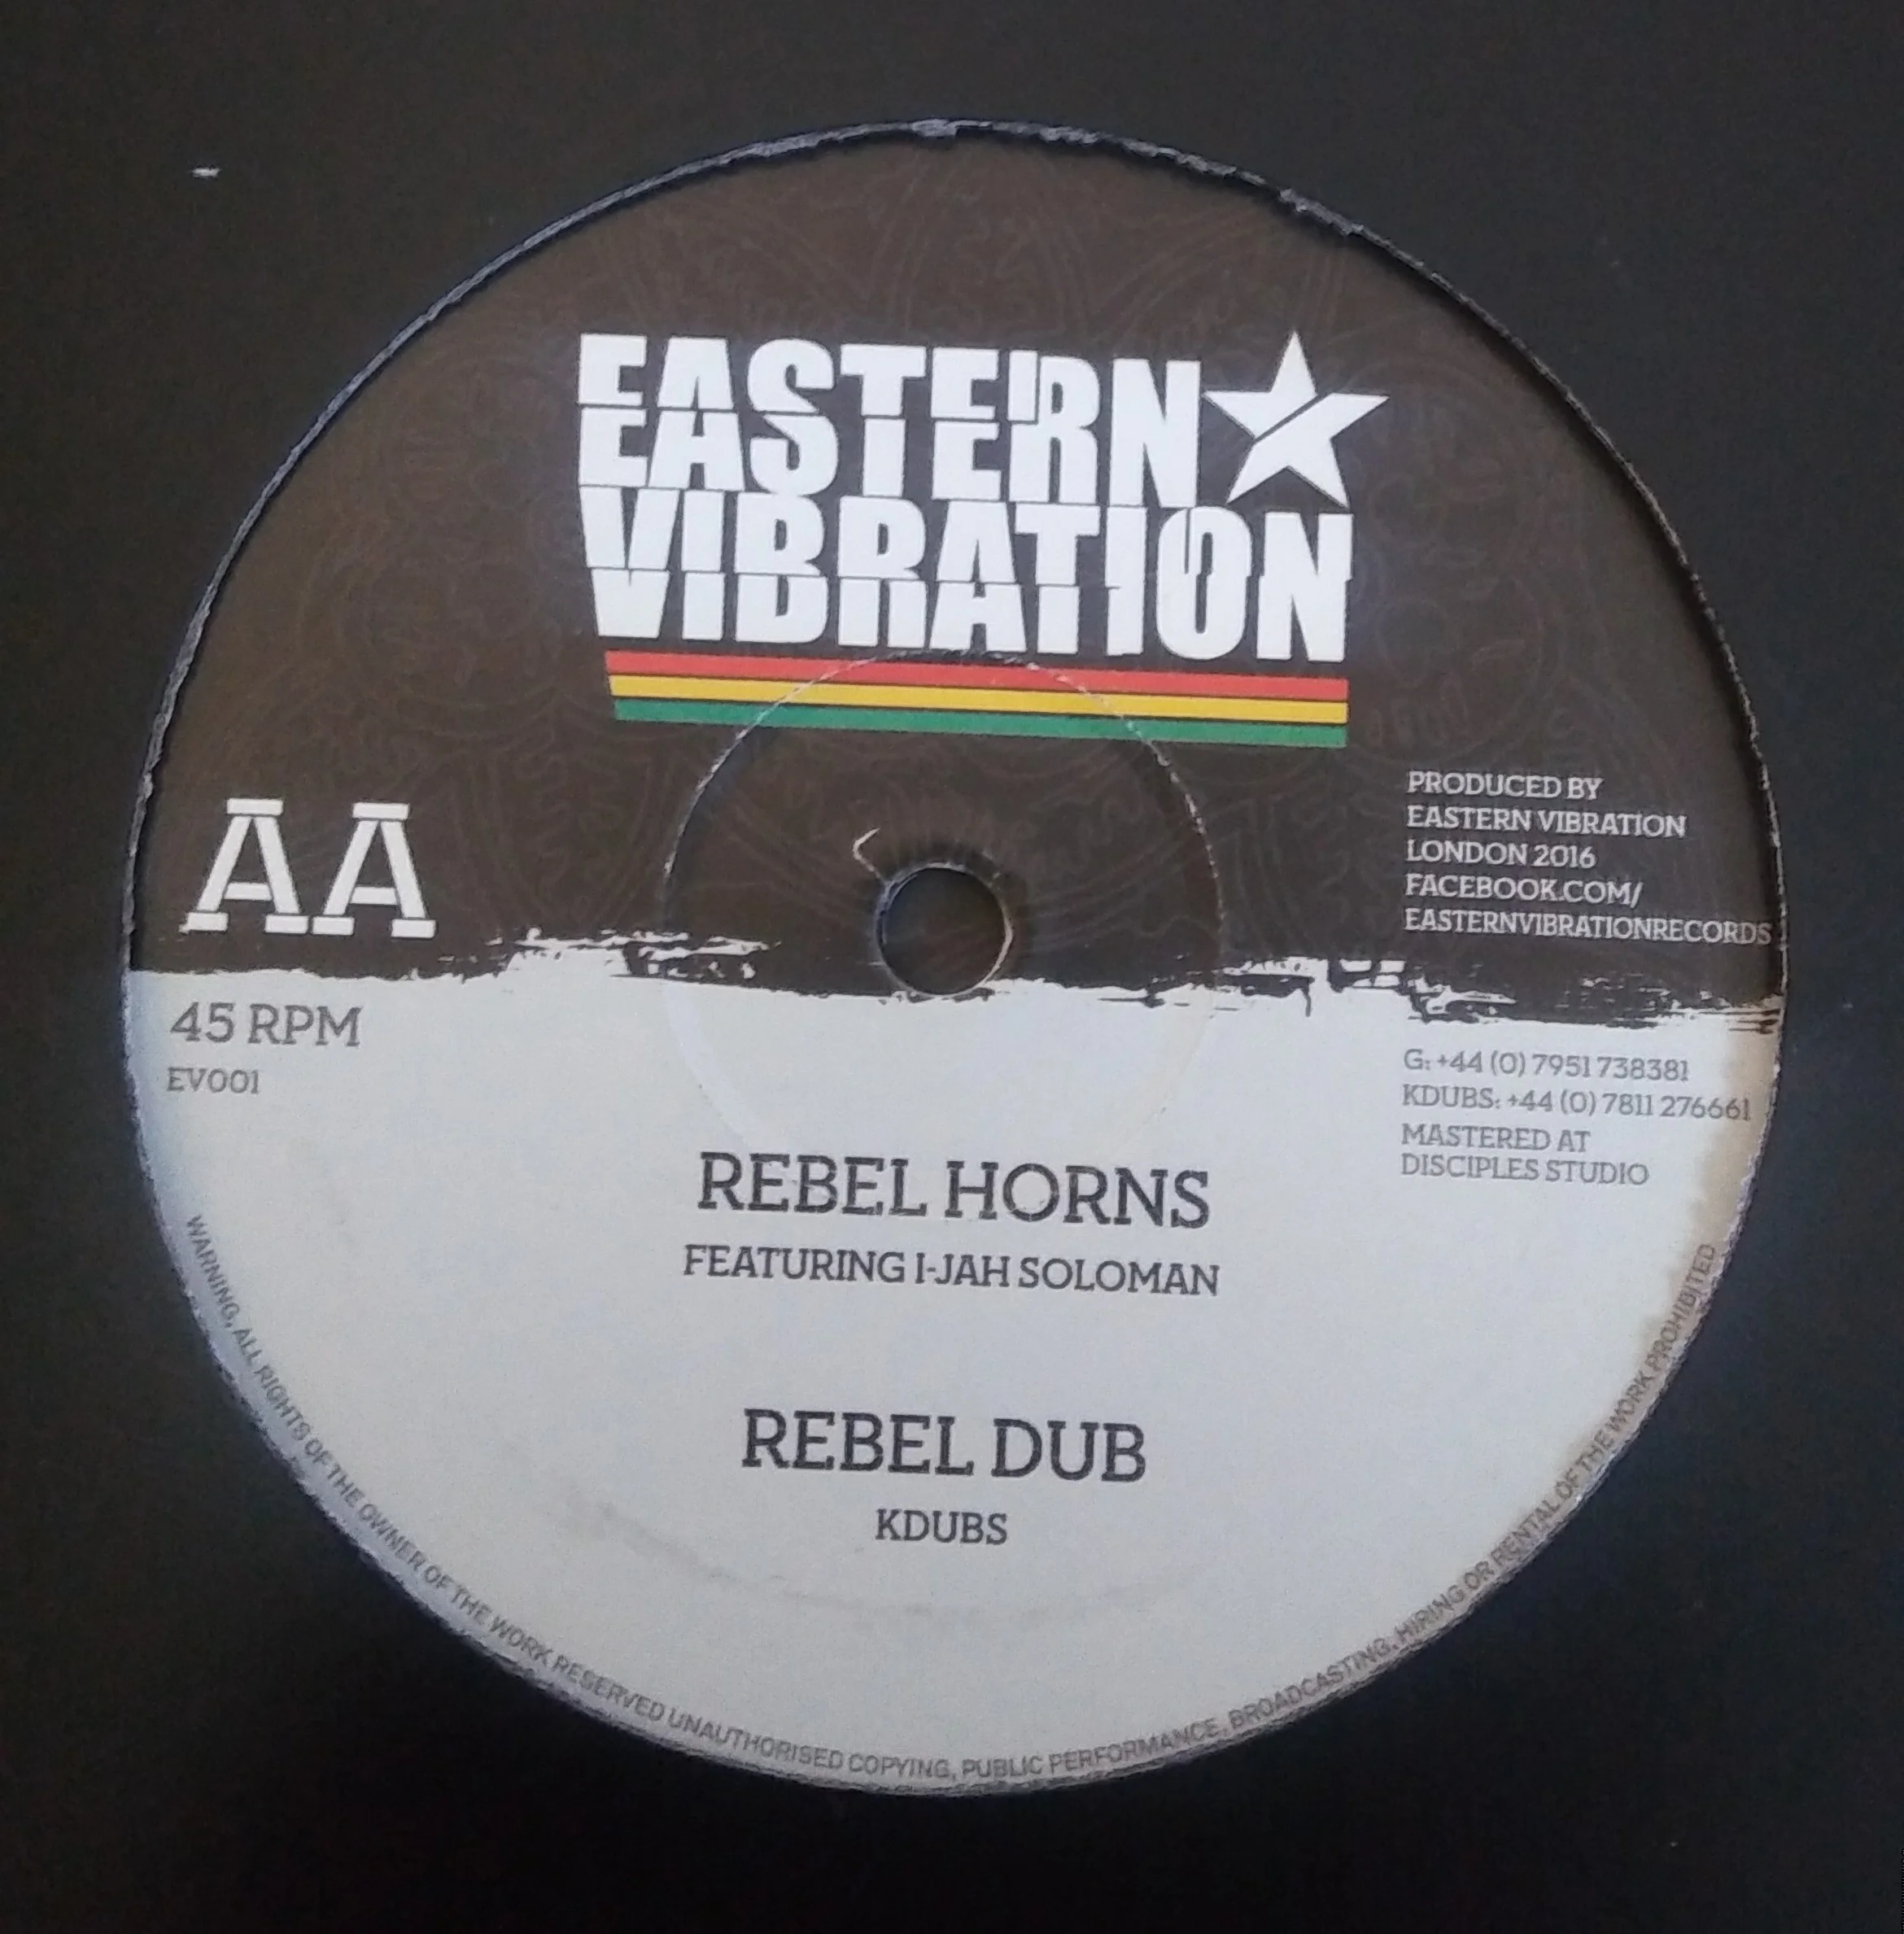 EASTERN
VIBRATION
AA
PRODUCED BY
EASTERN VIBRATION
LONDON 2016
FACEBOOK.COM/
EASTERNVIBRATIONRECORDS
45 RPM
EV001
G: +44 (0) 7951 738381
KDUBS: +44 (0) 7811 276661
MASTERED AT
DISCIPLES STUDIO
REBEL HORNS
FEATURING I-JAH SOLOMAN
REBEL DUB
KDUBS
WARNING, ALL RIGHTS OF THE OWNER OF THE WORK RESERVED UNAUTHORISED COPYING, PUBLIC PERFORMANCE, BROADCASTING, HIRING OR RENTAL OF THE WORK PROHIBITED